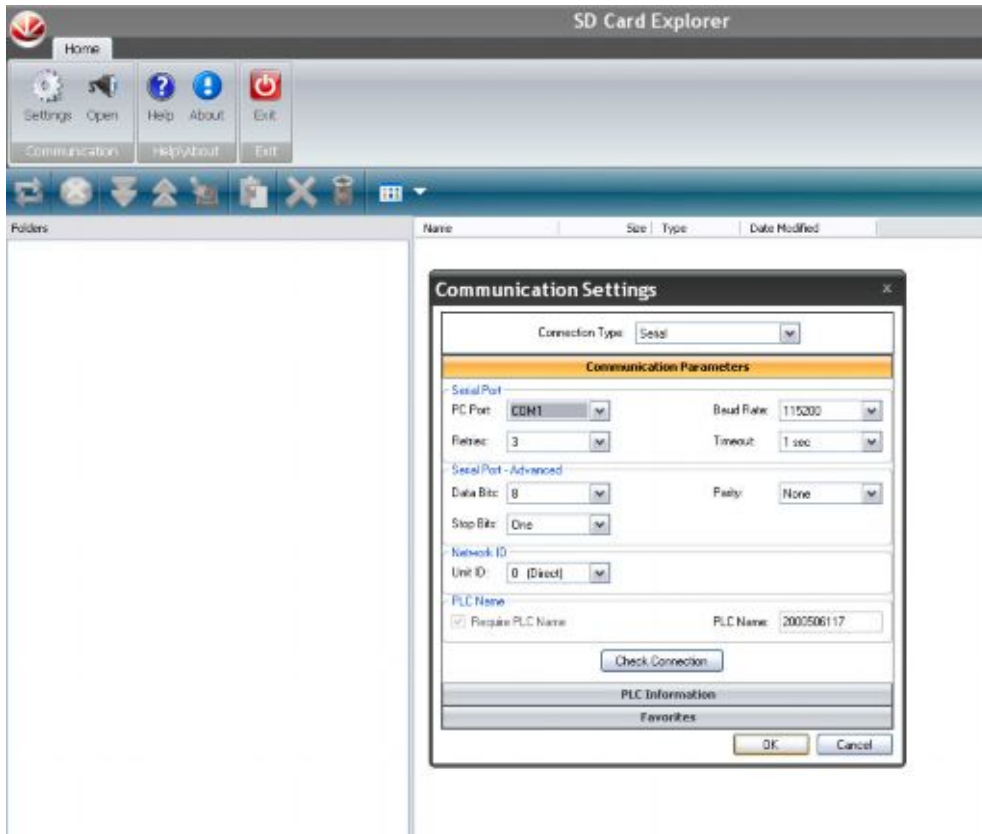 SD Card Explorer
Home
Settings Open Help About Exit
Communication Help\About Exit
Folders
Name Size Type Date Modified
Communication Settings x
Connection Type: Serial
Communication Parameters
Serial Port
PC Port: COM1 Baud Rate: 115200
Retries: 3 Timeout: 1 sec
Serial Port - Advanced
Data Bits: 8 Parity: None
Stop Bits: One
Network ID
Unit ID: 0 (Direct)
PLC Name
Require PLC Name PLC Name: 2000506117
Check Connection
PLC Information
Favorites
OK Cancel